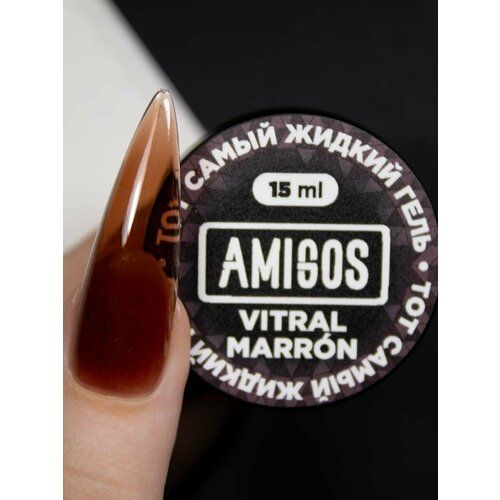 ТОТ САМЫЙ ЖИДКИЙ ГЕЛЬ • ТОТ САМЫЙ ЖИДКИЙ
15 ml
AMIGOS
VITRAL
MARRÓN